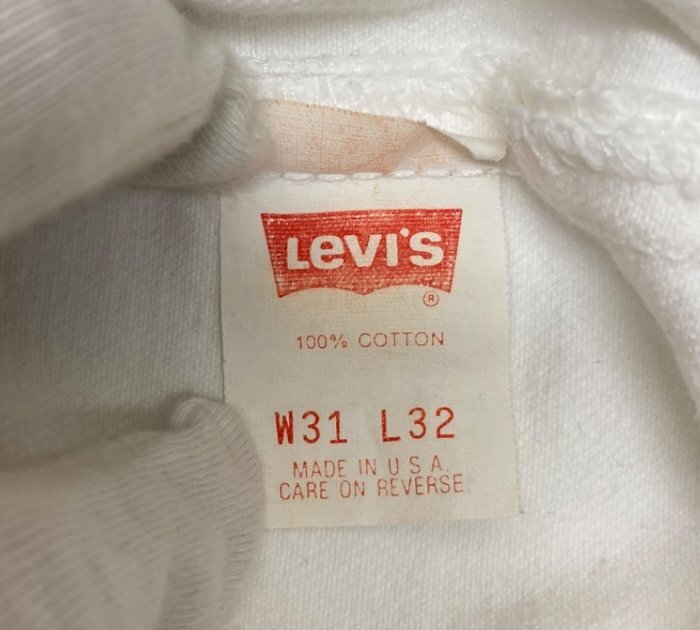 Levi's
®
100% COTTON
W31 L32
MADE IN U S A.
CARE ON REVERSE